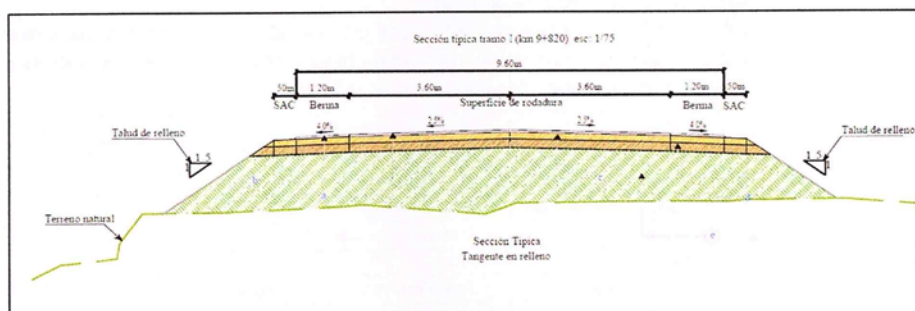 Sección típica tramo I (km 9+820) esc: 1/75
9.60m
50m 1.20m 3.60m 3.60m 1.20m 50m
SAC Berma Superficie de rodadura Berma SAC
4.0% 2.0% 2.0% 4.0%
Talud de relleno
Talud de relleno
1.5
1
1.5
1
b
a
c
d
e
Terreno natural
Sección Típica
Tangente en relleno